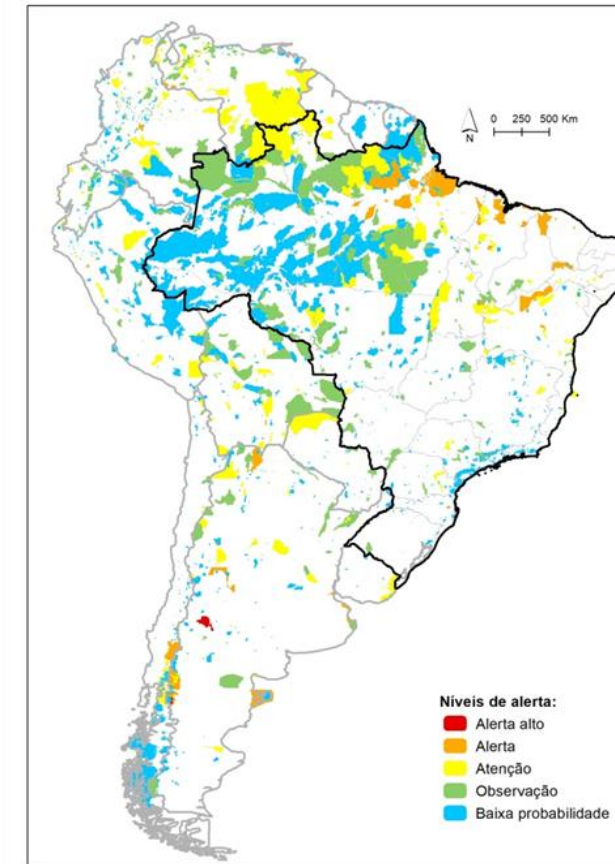 N
0 250 500 Km
Níveis de alerta:
Alerta alto
Alerta
Atenção
Observação
Baixa probabilidade